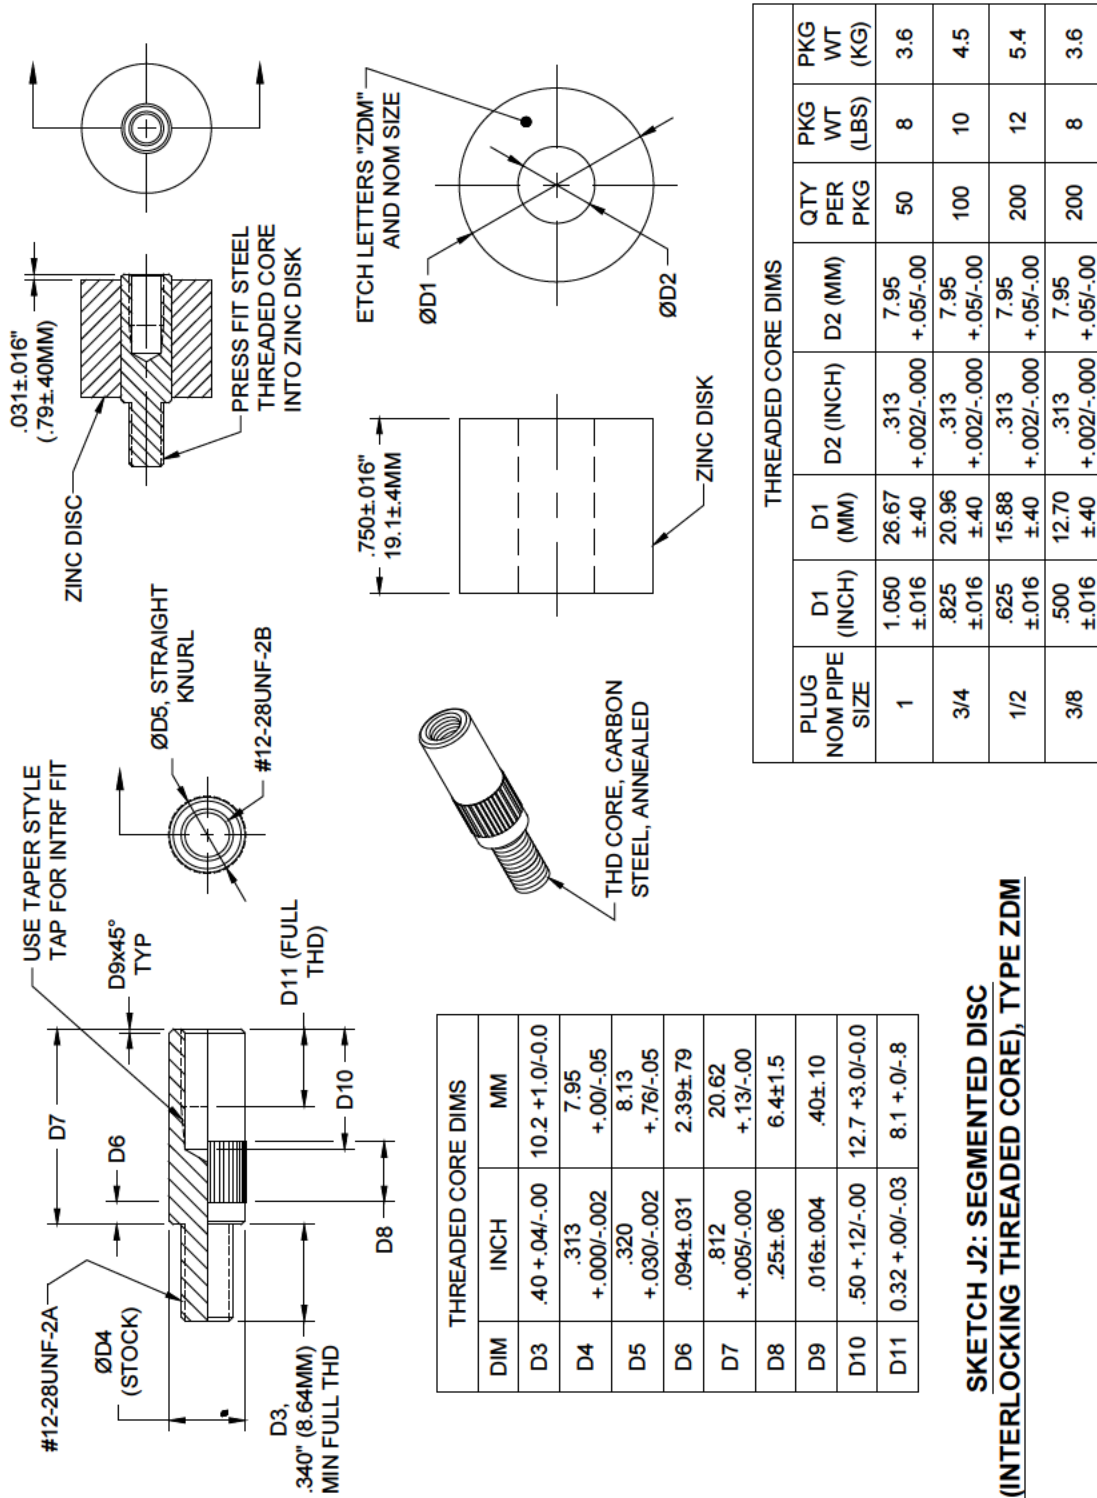 #12-28UNF-2A
ØD4
(STOCK)
D3,
.340" (8.64MM)
MIN FULL THD
D7
D6
D8
D9x45°
TYP
D11 (FULL
THD)
D10
USE TAPER STYLE
TAP FOR INTRF FIT
ØD5, STRAIGHT
KNURL
#12-28UNF-2B
ZINC DISC
.031±.016"
(.79±.40MM)
PRESS FIT STEEL
THREADED CORE
INTO ZINC DISK
THD CORE, CARBON
STEEL, ANNEALED
.750±.016"
19.1±.4MM
ZINC DISK
ETCH LETTERS "ZDM"
AND NOM SIZE
ØD1
ØD2
THREADED CORE DIMS
DIM INCH MM
D3 .40 +.04/-.00 10.2 +1.0/-0.0
D4 .313 +.000/-.002 7.95 +.00/-.05
D5 .320 +.030/-.002 8.13 +.76/-.05
D6 .094±.031 2.39±.79
D7 .812 +.005/-.000 20.62 +.13/-.00
D8 .25±.06 6.4±1.5
D9 .016±.004 .40±.10
D10 .50 +.12/-.00 12.7 +3.0/-0.0
D11 0.32 +.00/-.03 8.1 +.0/-.8
THREADED CORE DIMS
PLUG NOM PIPE SIZE D1 (INCH) D1 (MM) D2 (INCH) D2 (MM) QTY PER PKG PKG WT (LBS) PKG WT (KG)
1 1.050 ±.016 26.67 ±.40 .313 +.002/-.000 7.95 +.05/-.00 50 8 3.6
3/4 .825 ±.016 20.96 ±.40 .313 +.002/-.000 7.95 +.05/-.00 100 10 4.5
1/2 .625 ±.016 15.88 ±.40 .313 +.002/-.000 7.95 +.05/-.00 200 12 5.4
3/8 .500 ±.016 12.70 ±.40 .313 +.002/-.000 7.95 +.05/-.00 200 8 3.6
SKETCH J2: SEGMENTED DISC
(INTERLOCKING THREADED CORE), TYPE ZDM